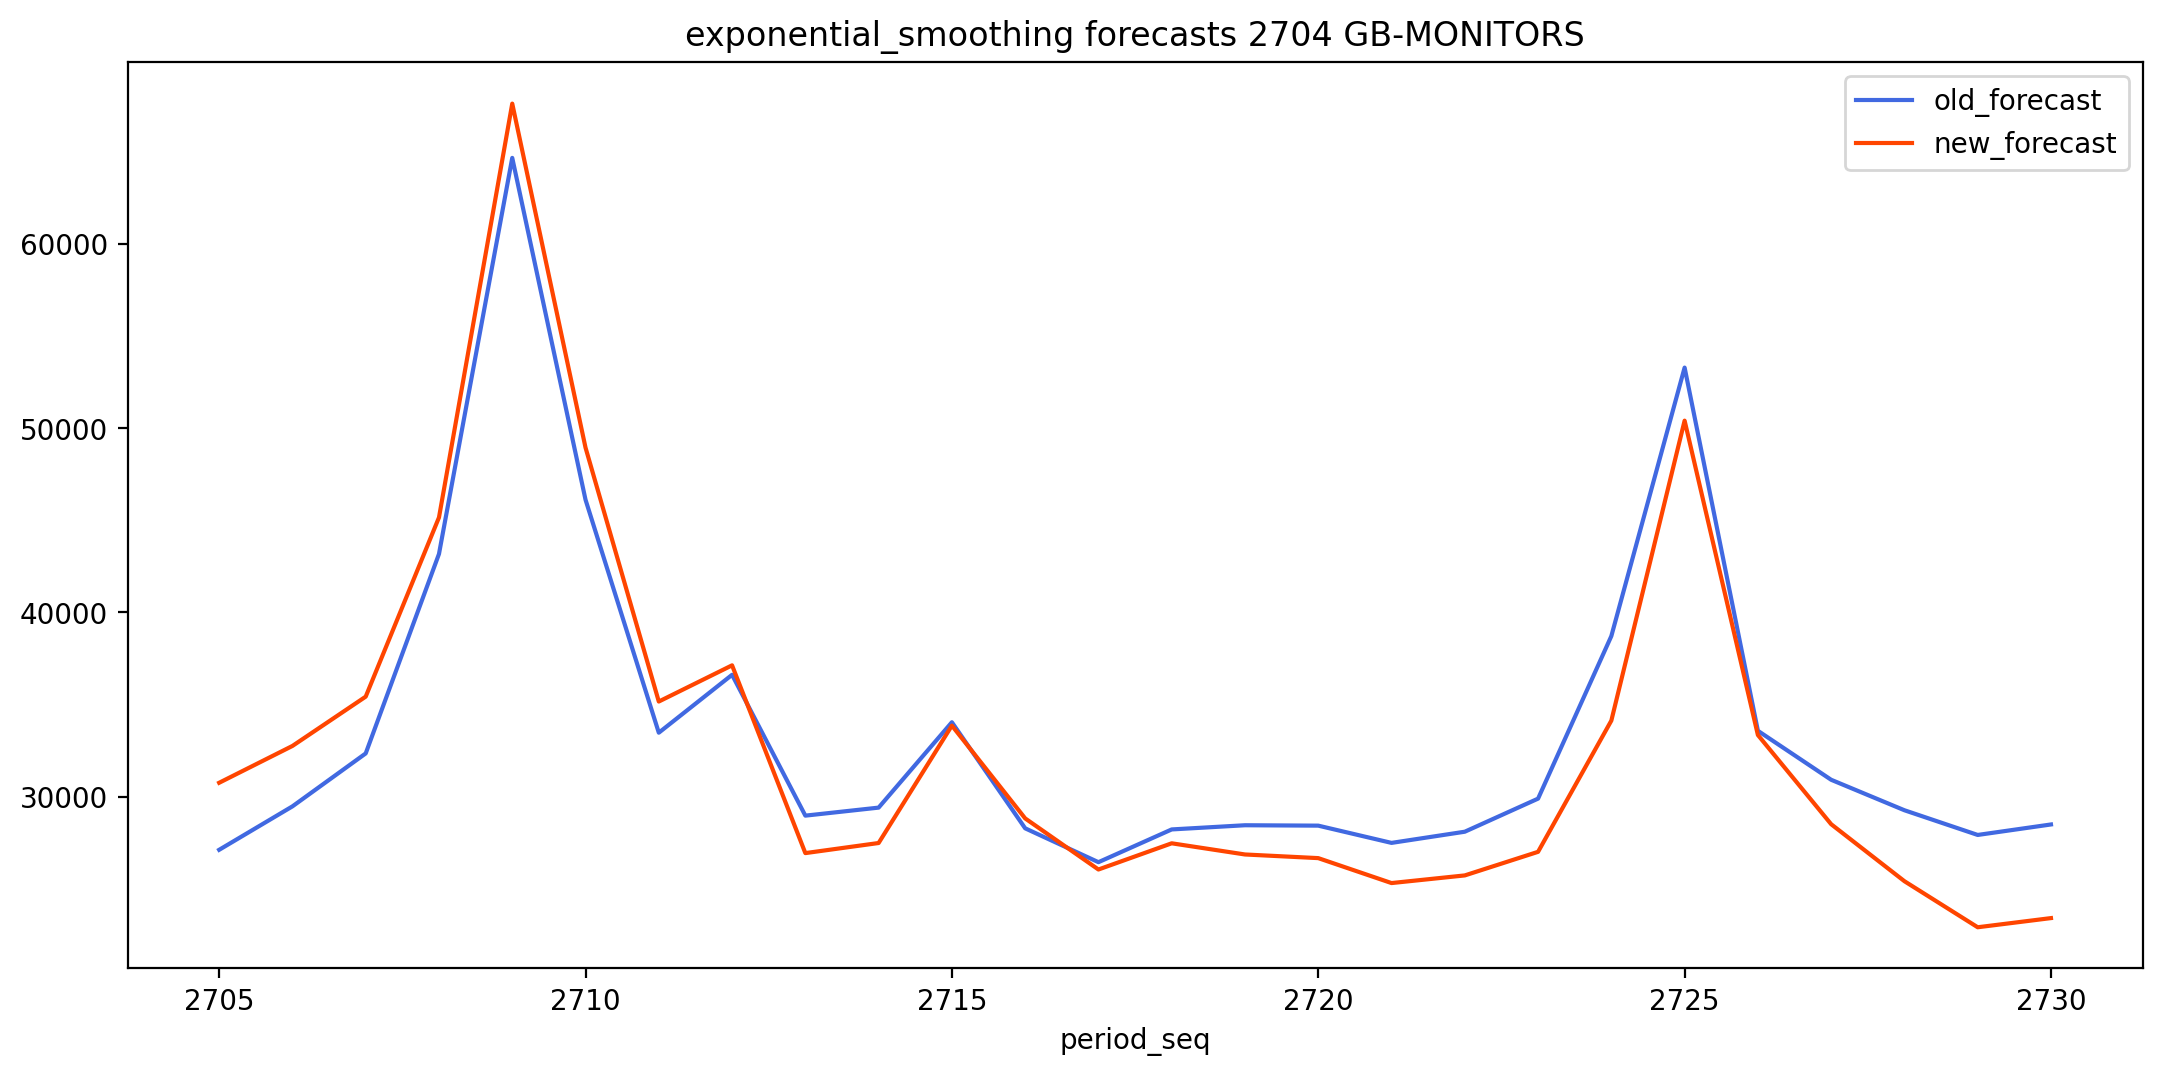 exponential_smoothing forecasts 2704 GB-MONITORS
old_forecast
new_forecast
60000
50000
40000
30000
2705 2710 2715 2720 2725 2730
period_seq